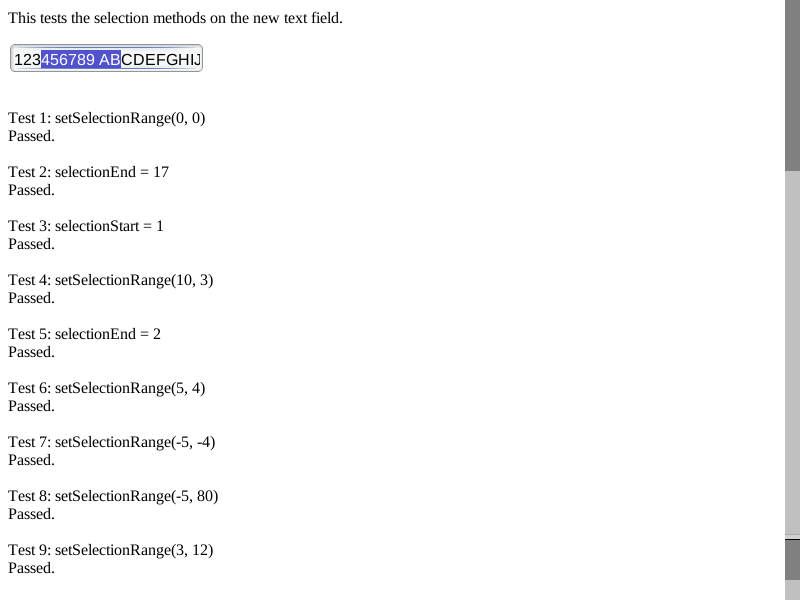 This tests the selection methods on the new text field.
123456789 ABCDEFGHIJ
Test 1: setSelectionRange(0, 0)
Passed.
Test 2: selectionEnd = 17
Passed.
Test 3: selectionStart = 1
Passed.
Test 4: setSelectionRange(10, 3)
Passed.
Test 5: selectionEnd = 2
Passed.
Test 6: setSelectionRange(5, 4)
Passed.
Test 7: setSelectionRange(-5, -4)
Passed.
Test 8: setSelectionRange(-5, 80)
Passed.
Test 9: setSelectionRange(3, 12)
Passed.